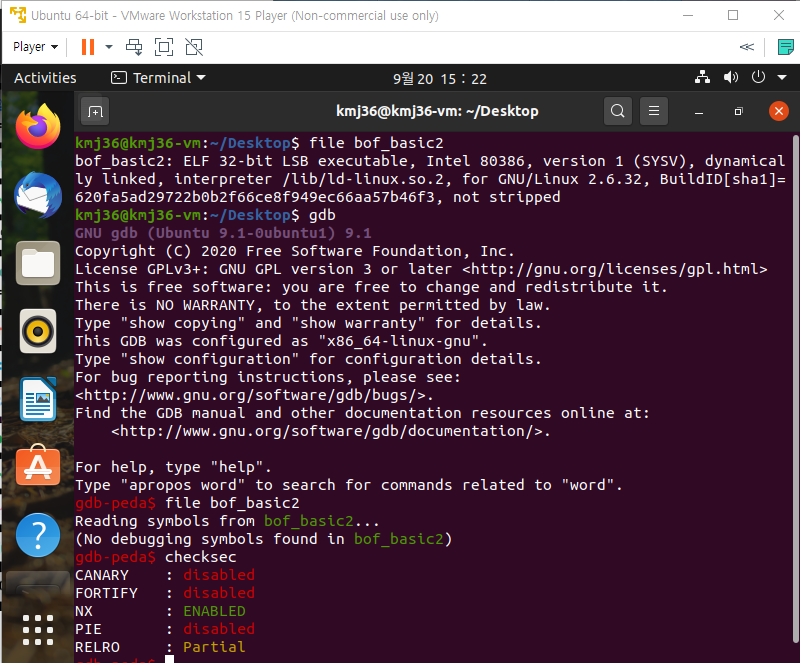 Ubuntu 64-bit - VMware Workstation 15 Player (Non-commercial use only)
Player
Activities Terminal 9월 20 15 : 22
kmj36@kmj36-vm: ~/Desktop
kmj36@kmj36-vm:~/Desktop$ file bof_basic2
bof_basic2: ELF 32-bit LSB executable, Intel 80386, version 1 (SYSV), dynamical
ly linked, interpreter /lib/ld-linux.so.2, for GNU/Linux 2.6.32, BuildID[sha1]=
620fa5ad29722b0b2f66ce8f949ec66aa57b46f3, not stripped
kmj36@kmj36-vm:~/Desktop$ gdb
GNU gdb (Ubuntu 9.1-0ubuntu1) 9.1
Copyright (C) 2020 Free Software Foundation, Inc.
License GPLv3+: GNU GPL version 3 or later <http://gnu.org/licenses/gpl.html>
This is free software: you are free to change and redistribute it.
There is NO WARRANTY, to the extent permitted by law.
Type "show copying" and "show warranty" for details.
This GDB was configured as "x86_64-linux-gnu".
Type "show configuration" for configuration details.
For bug reporting instructions, please see:
<http://www.gnu.org/software/gdb/bugs/>.
Find the GDB manual and other documentation resources online at:
<http://www.gnu.org/software/gdb/documentation/>.
For help, type "help".
Type "apropos word" to search for commands related to "word".
gdb-peda$ file bof_basic2
Reading symbols from bof_basic2...
(No debugging symbols found in bof_basic2)
gdb-peda$ checksec
CANARY : disabled
FORTIFY : disabled
NX : ENABLED
PIE : disabled
RELRO : Partial
gdb-peda$